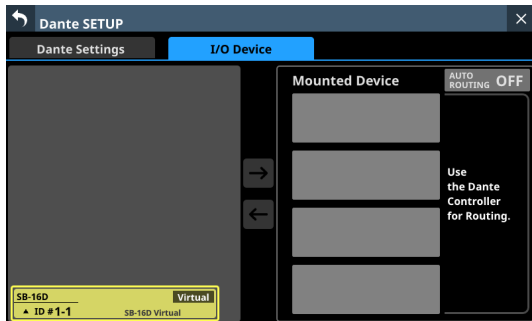 Dante SETUP
Dante Settings
I/O Device
Mounted Device
AUTO ROUTING OFF
Use
the Dante
Controller
for Routing.
SB-16D
Virtual
ID #1-1
SB-16D Virtual